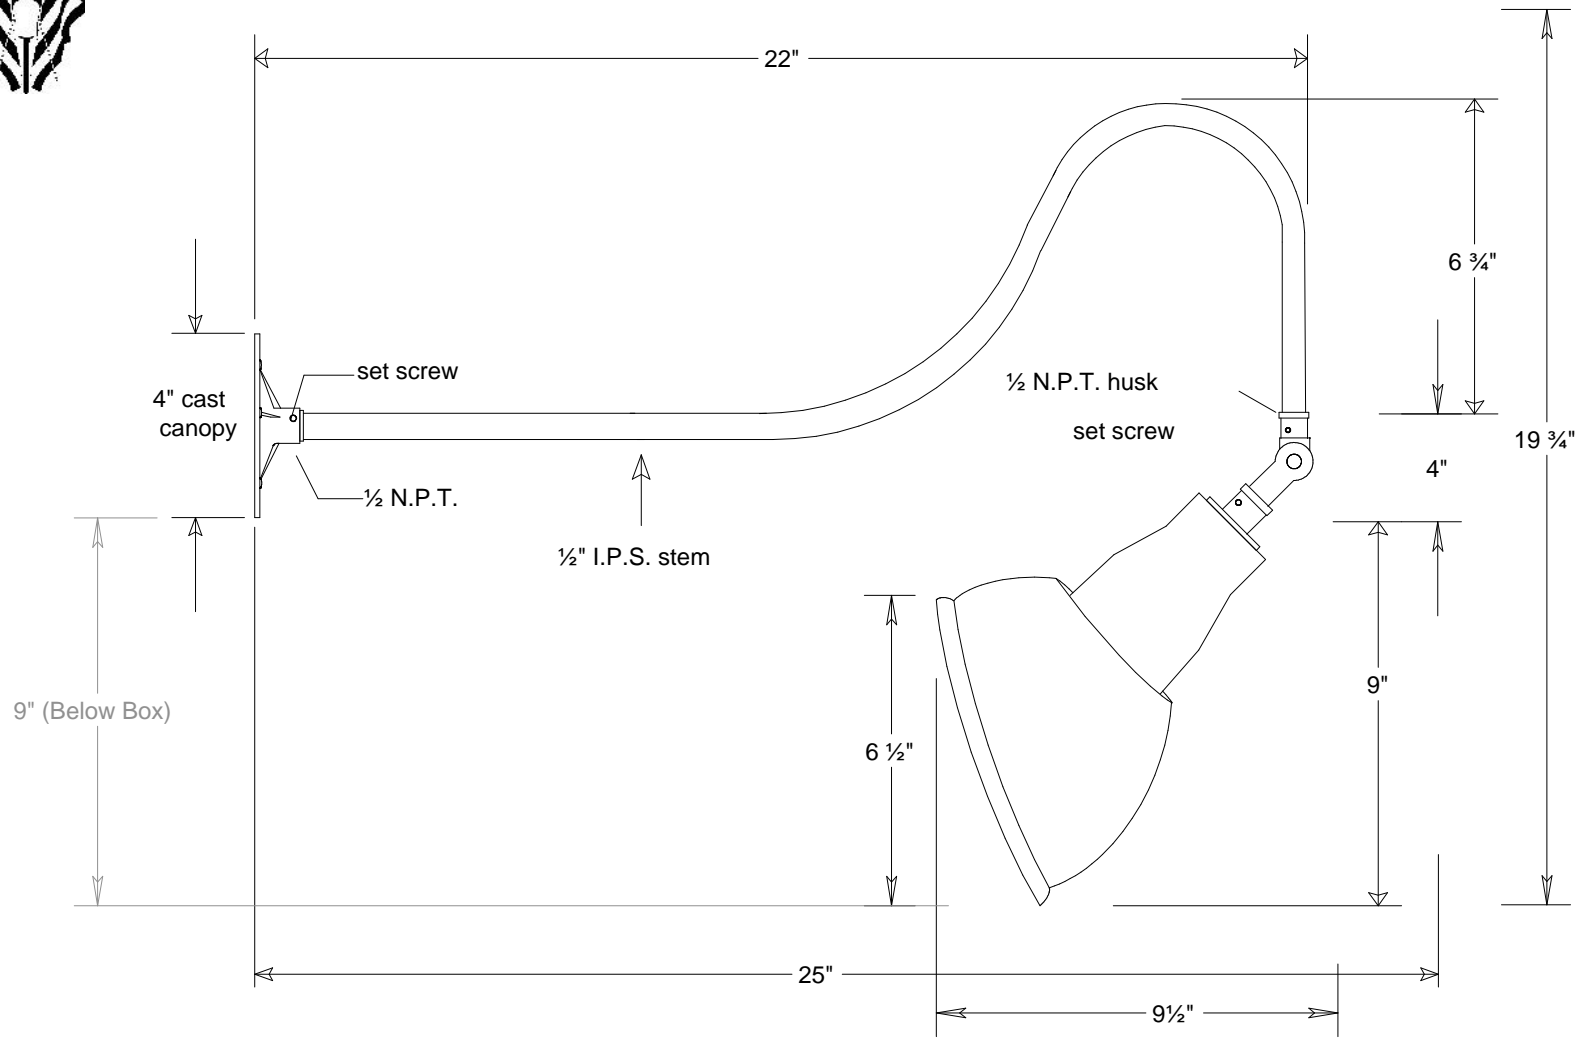 22"
6 ¾"
set screw
½ N.P.T. husk
4" cast
canopy
set screw
19 ¾"
4"
½ N.P.T.
½" I.P.S. stem
9"
9" (Below Box)
6 ½"
25"
9½"